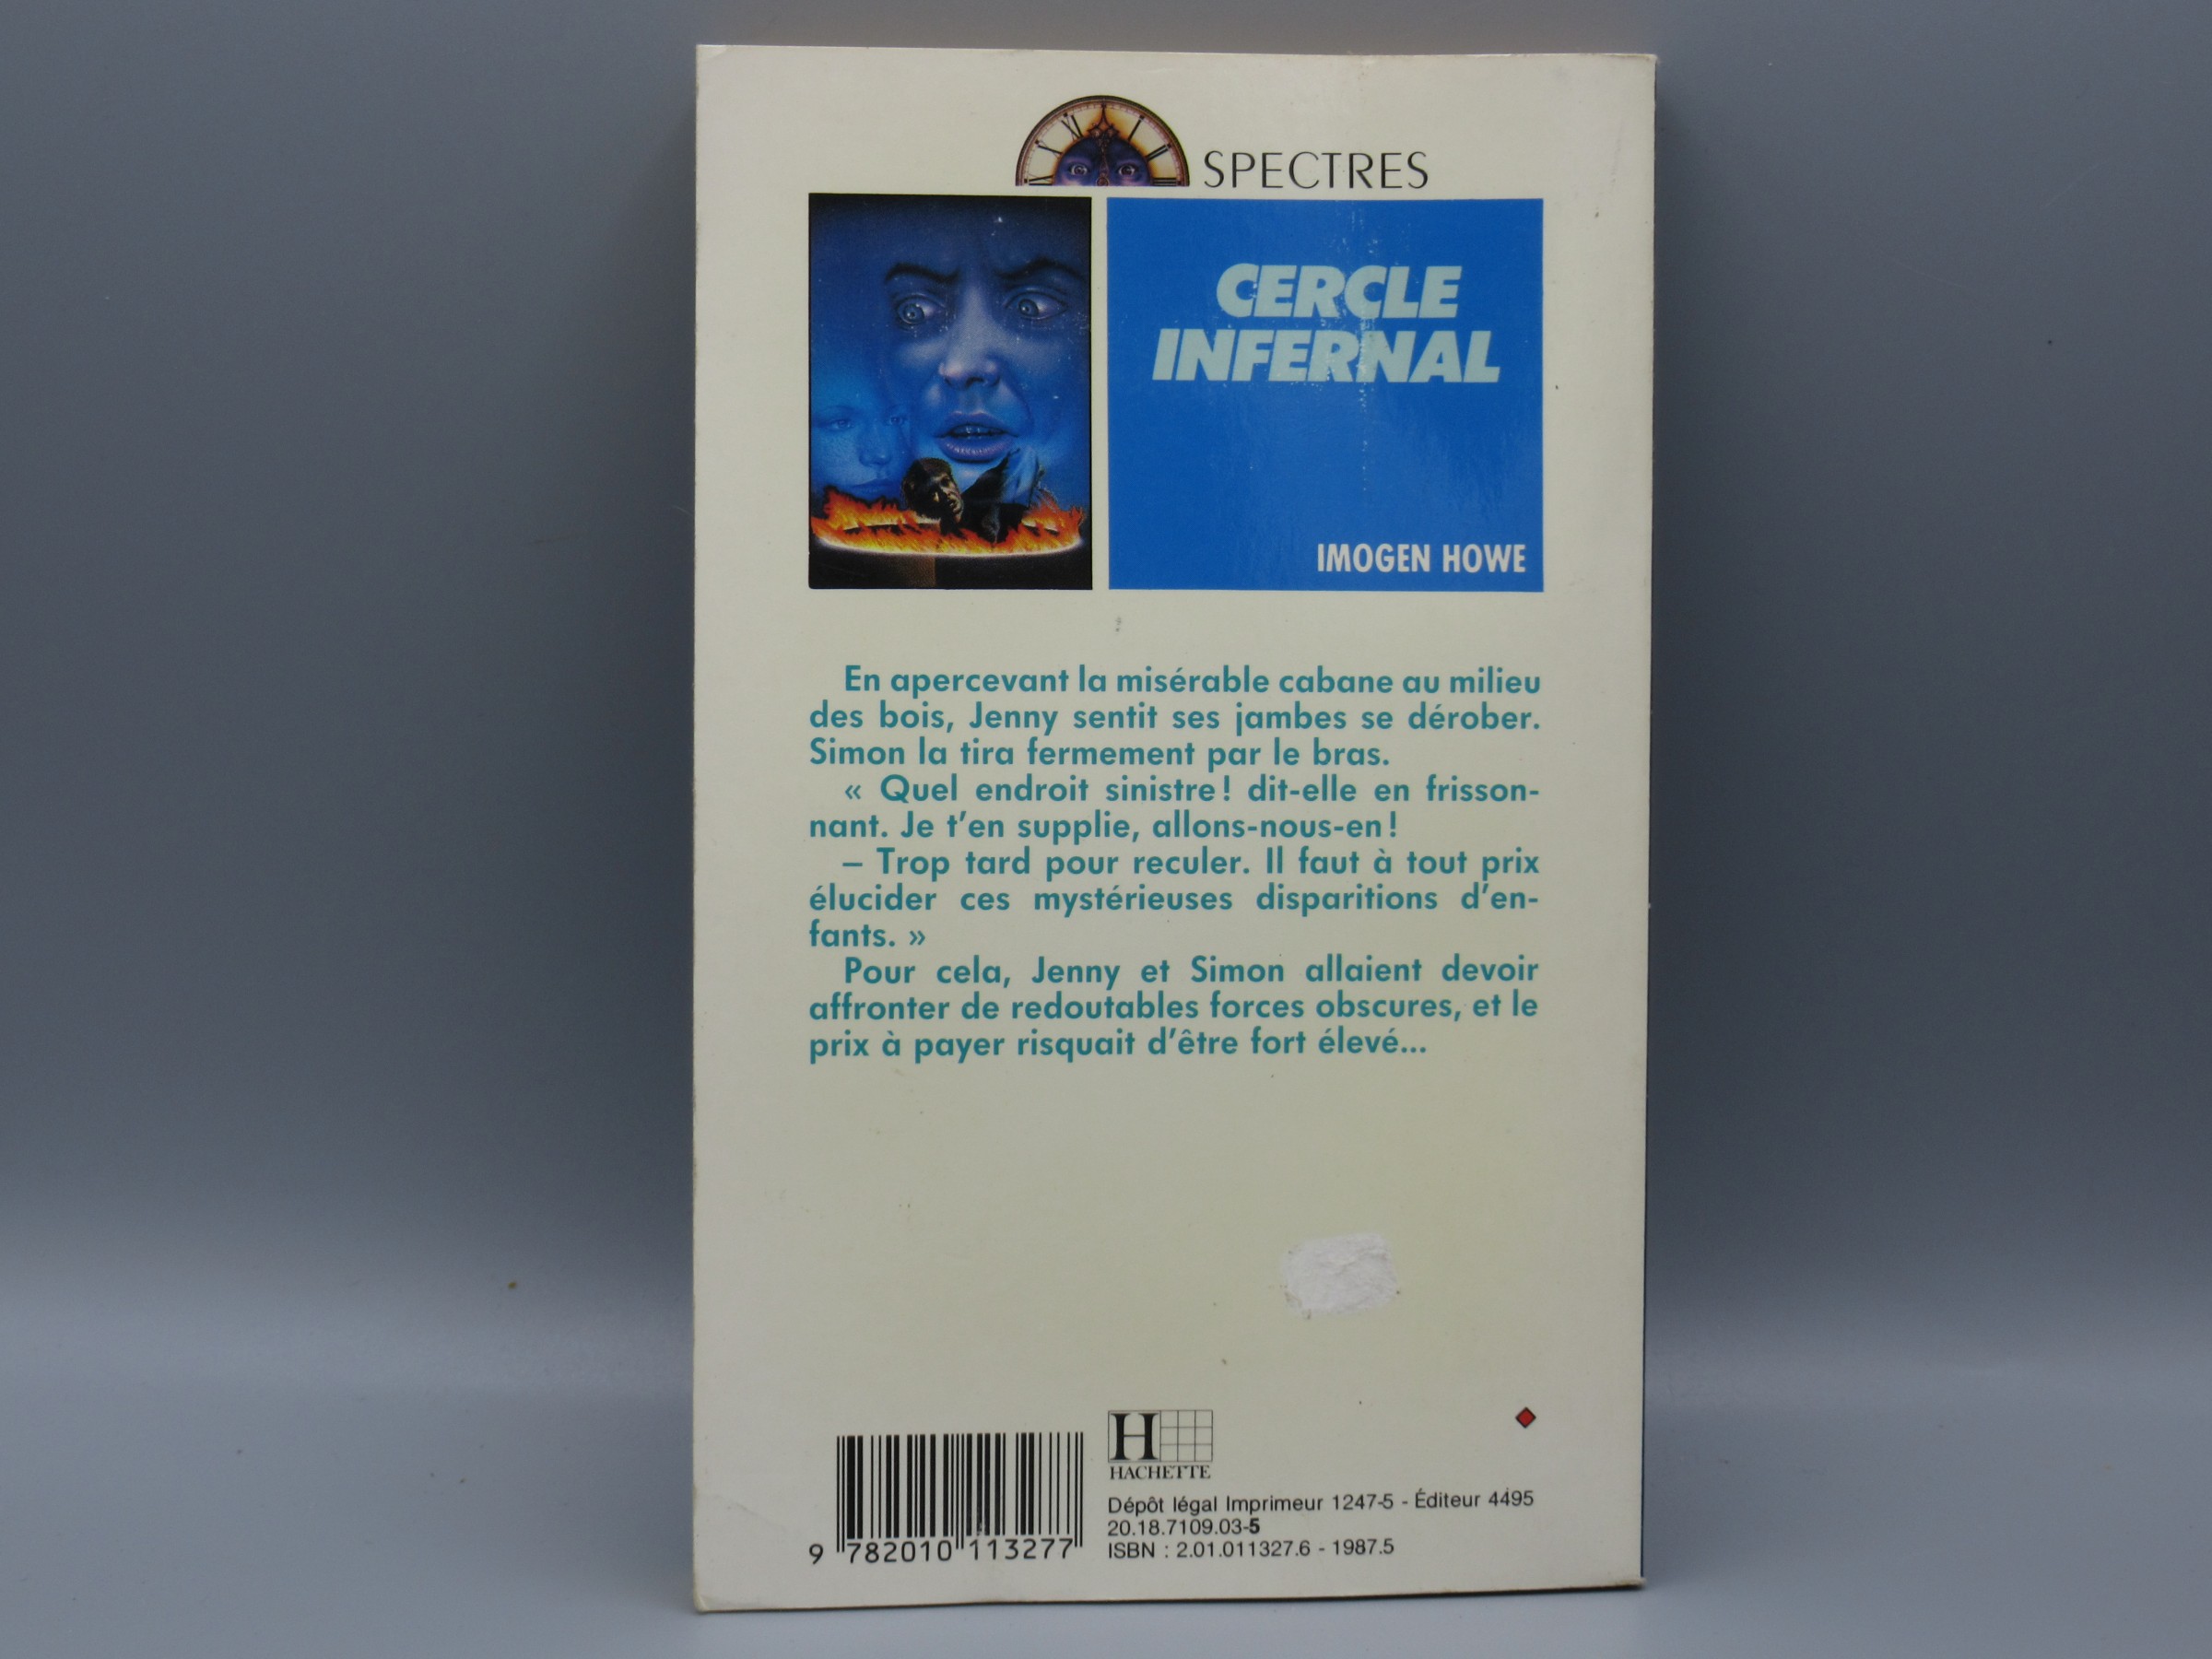 SPECTRES
CERCLE
INFERNAL
IMOGEN HOWE
En apercevant la misérable cabane au milieu
des bois, Jenny sentit ses jambes se dérober.
Simon la tira fermement par le bras.
« Quel endroit sinistre ! dit-elle en frisson-
nant. Je t'en supplie, allons-nous-en !
– Trop tard pour reculer. Il faut à tout prix
élucider ces mystérieuses disparitions d'en-
fants. »
Pour cela, Jenny et Simon allaient devoir
affronter de redoutables forces obscures, et le
prix à payer risquait d'être fort élevé...
H
HACHETTE
Dépôt légal Imprimeur 1247-5 - Éditeur 4495
20.18.7109.03-5
ISBN : 2.01.011327.6 - 1987.5
9 782010 113277